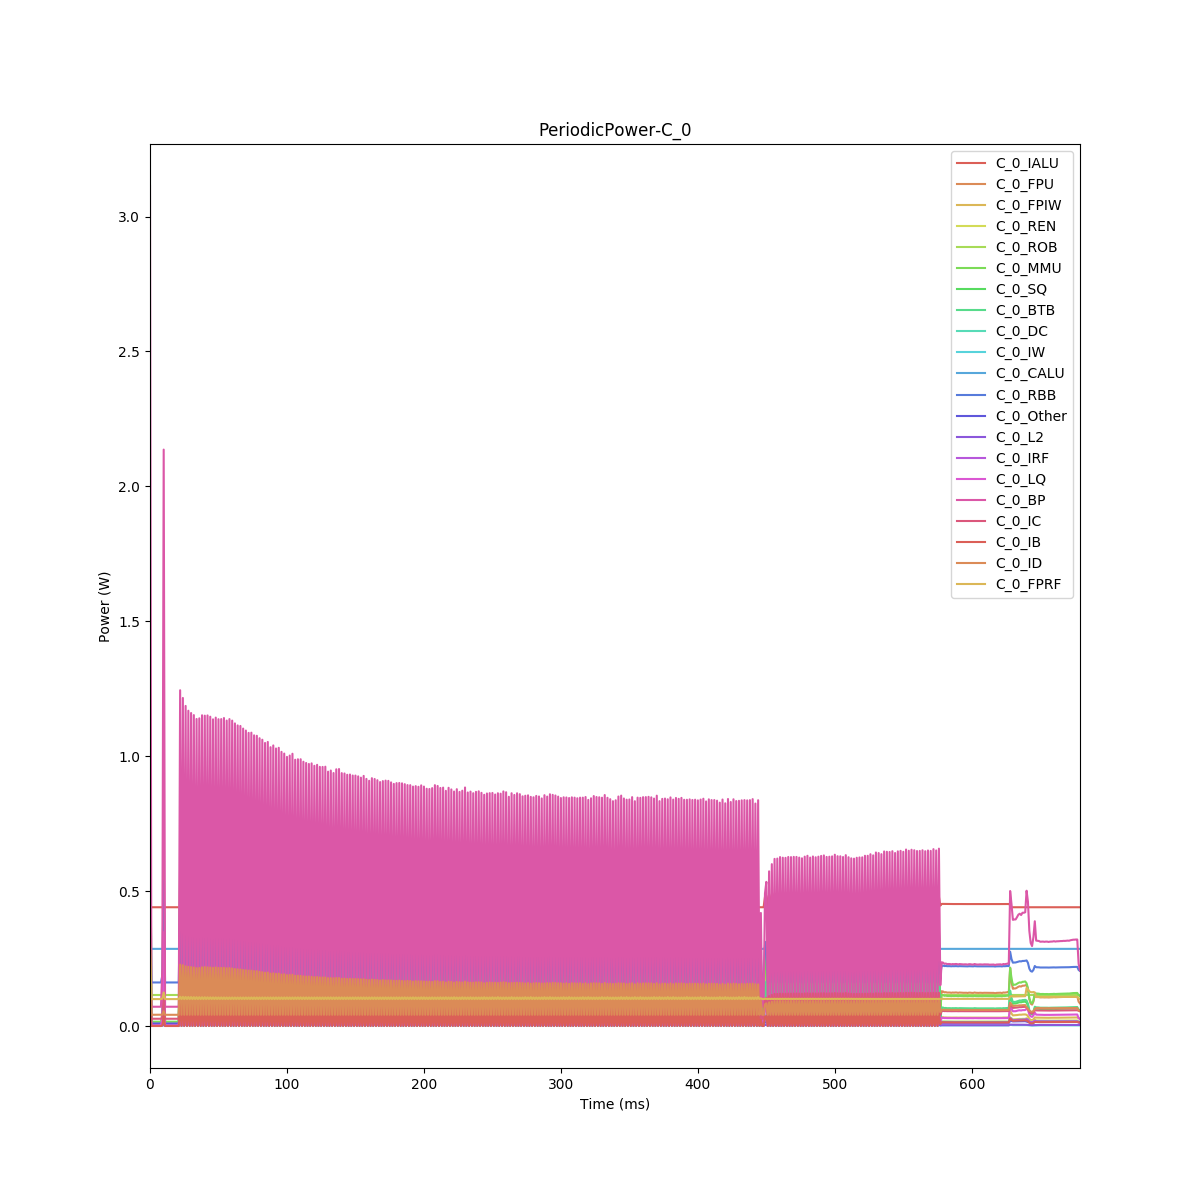 PeriodicPower-C_0
3.0
2.5
2.0
1.5
1.0
0.5
0.0
Power (W)
0 100 200 300 400 500 600
Time (ms)
C_0_IALU
C_0_FPU
C_0_FPIW
C_0_REN
C_0_ROB
C_0_MMU
C_0_SQ
C_0_BTB
C_0_DC
C_0_IW
C_0_CALU
C_0_RBB
C_0_Other
C_0_L2
C_0_IRF
C_0_LQ
C_0_BP
C_0_IC
C_0_IB
C_0_ID
C_0_FPRF